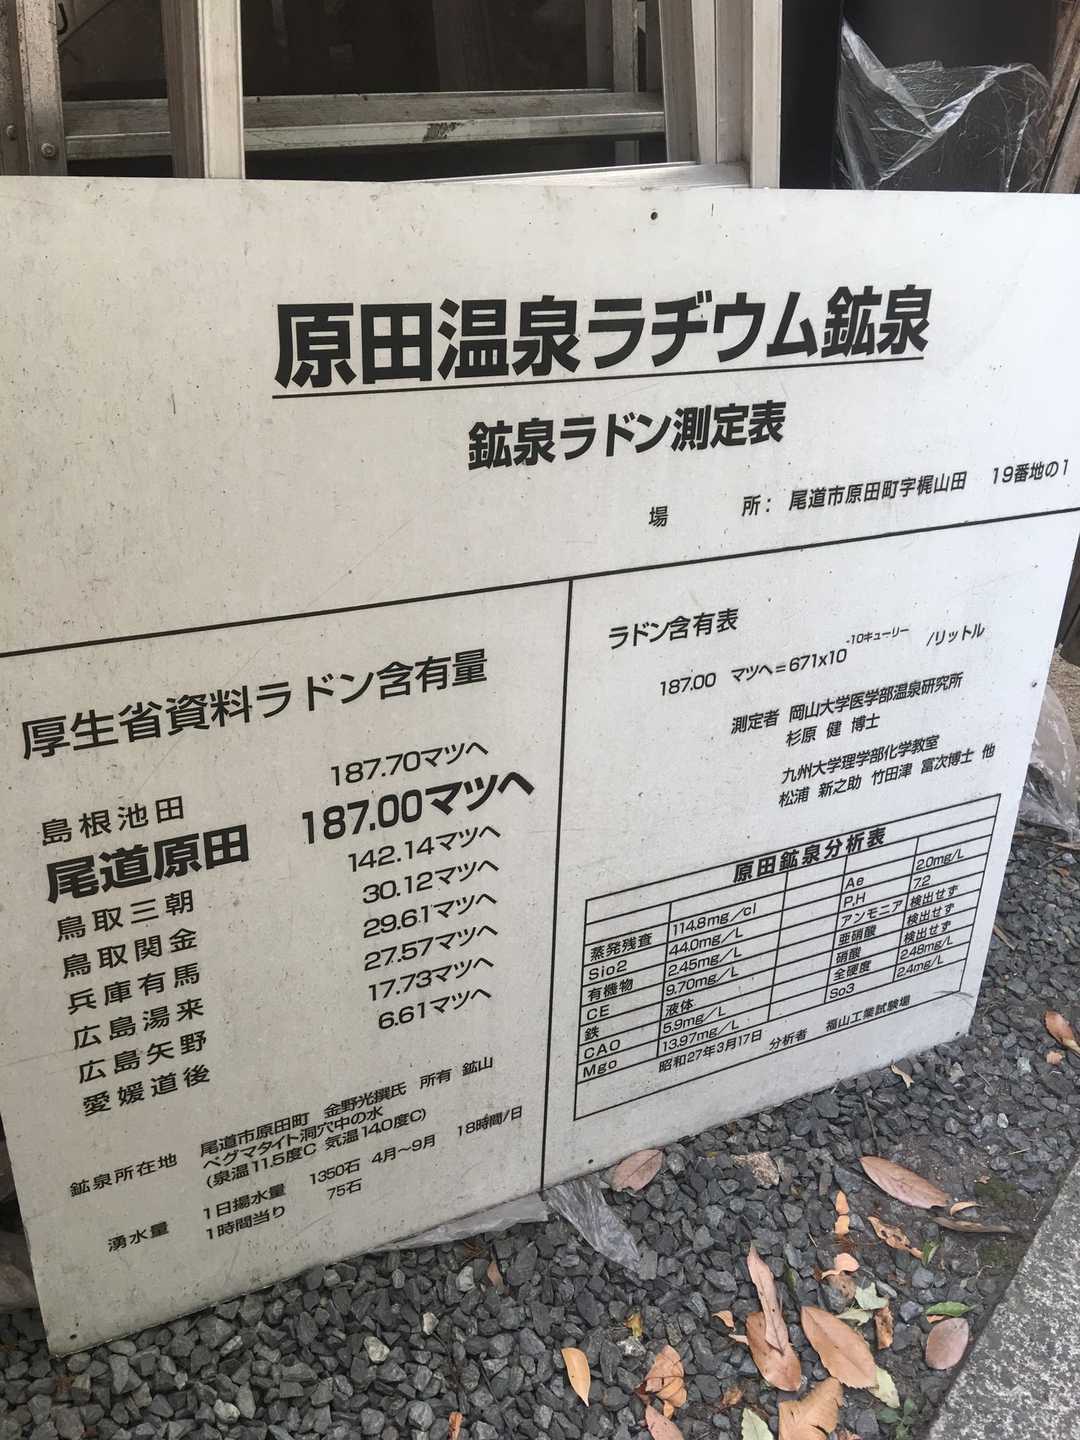 原田温泉ラヂウム鉱泉
鉱泉ラドン測定表
場 所： 尾道市原田町字梶山田 19番地の1
厚生省資料ラドン含有量
島根池田 187.70マツヘ
尾道原田 187.00マツヘ
鳥取三朝 142.14マツヘ
鳥取関金 30.12マツヘ
兵庫有馬 29.61マツヘ
広島湯来 27.57マツヘ
広島矢野 17.73マツヘ
愛媛道後 6.61マツヘ
鉱泉所在地 尾道市原田町 金野光撰氏 所有 鉱山
ペグマタイト洞穴中の水
（泉温11.5度C 気温14.0度C）
湧水量 1日揚水量 1350石 4月～9月 18時間/日
1時間当り 75石
ラドン含有表
187.00 マツヘ＝671x10-10キューリー /リットル
測定者 岡山大学医学部温泉研究所
杉原 健 博士
九州大学理学部化学教室
松浦 新之助 竹田津 富次博士 他
原田鉱泉分析表
蒸発残査 114.8mg／cl Ae 2.0mg/L
Sio2 44.0mg／L P.H 7.2
有機物 2.45mg／L アンモニア 検出せず
CE 9.70mg／L 亜硝酸 検出せず
鉄 液体 硝酸 検出せず
CAO 5.9mg／L 全硬度 2.48mg/L
Mgo 13.97mg／L So3 2.4mg/L
昭和27年3月17日 分析者 福山工業試験場